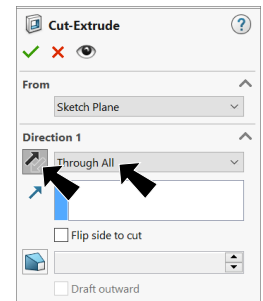 Cut-Extrude
?
From
Sketch Plane
Direction 1
Through All
Flip side to cut
Draft outward